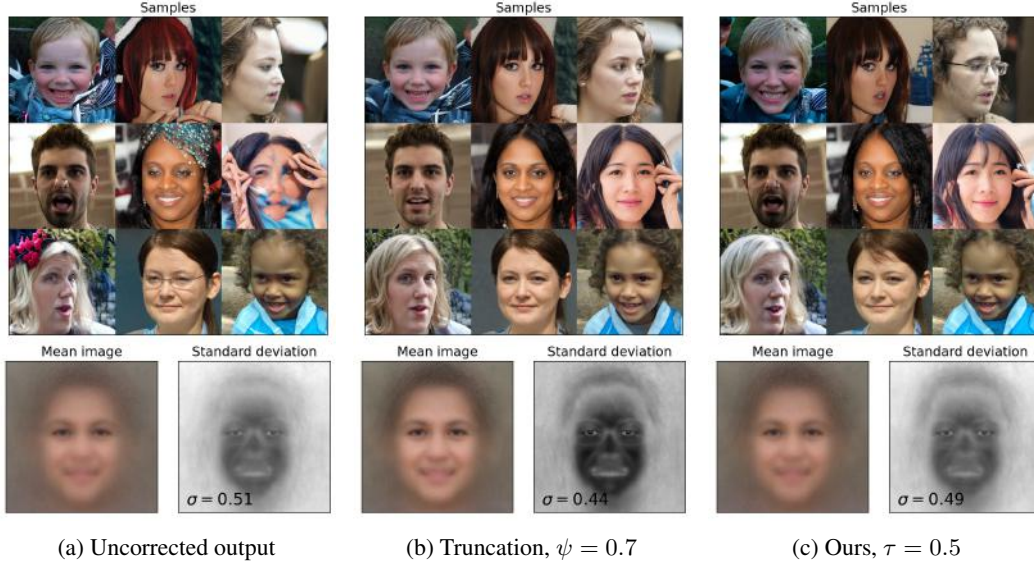 Samples
Samples
Samples
Mean image
Standard deviation
Mean image
Standard deviation
Mean image
Standard deviation
σ = 0.51
σ = 0.44
σ = 0.49
(a) Uncorrected output
(b) Truncation, ψ = 0.7
(c) Ours, τ = 0.5